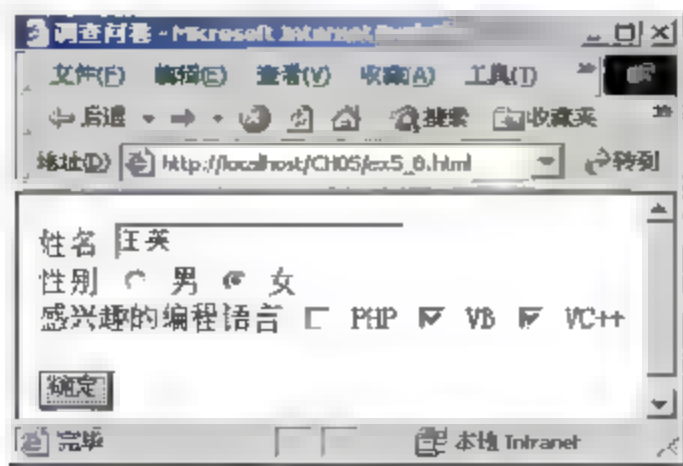 调查问卷 - Microsoft Internet
文件(F) 编辑(E) 查看(V) 收藏(A) 工具(T) »
后退 搜索 收藏夹 »
地址(D) http://localhost/CH05/ex5_8.html 转到
姓名 汪英
性别 男 女
感兴趣的编程语言 PHP VB VC++
确定
完毕 本地 Intranet